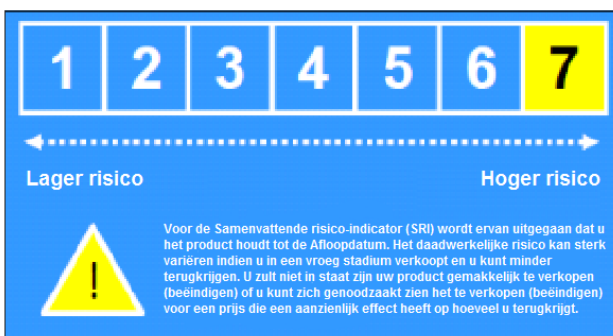 1 2 3 4 5 6 7
Lager risico Hoger risico
Voor de Samenvattende risico-indicator (SRI) wordt ervan uitgegaan dat u
het product houdt tot de Afloopdatum. Het daadwerkelijke risico kan sterk
variëren indien u in een vroeg stadium verkoopt en u kunt minder
terugkrijgen. U zult niet in staat zijn uw product gemakkelijk te verkopen
(beëindigen) of u kunt zich genoodzaakt zien het te verkopen (beëindigen)
voor een prijs die een aanzienlijk effect heeft op hoeveel u terugkrijgt.
!